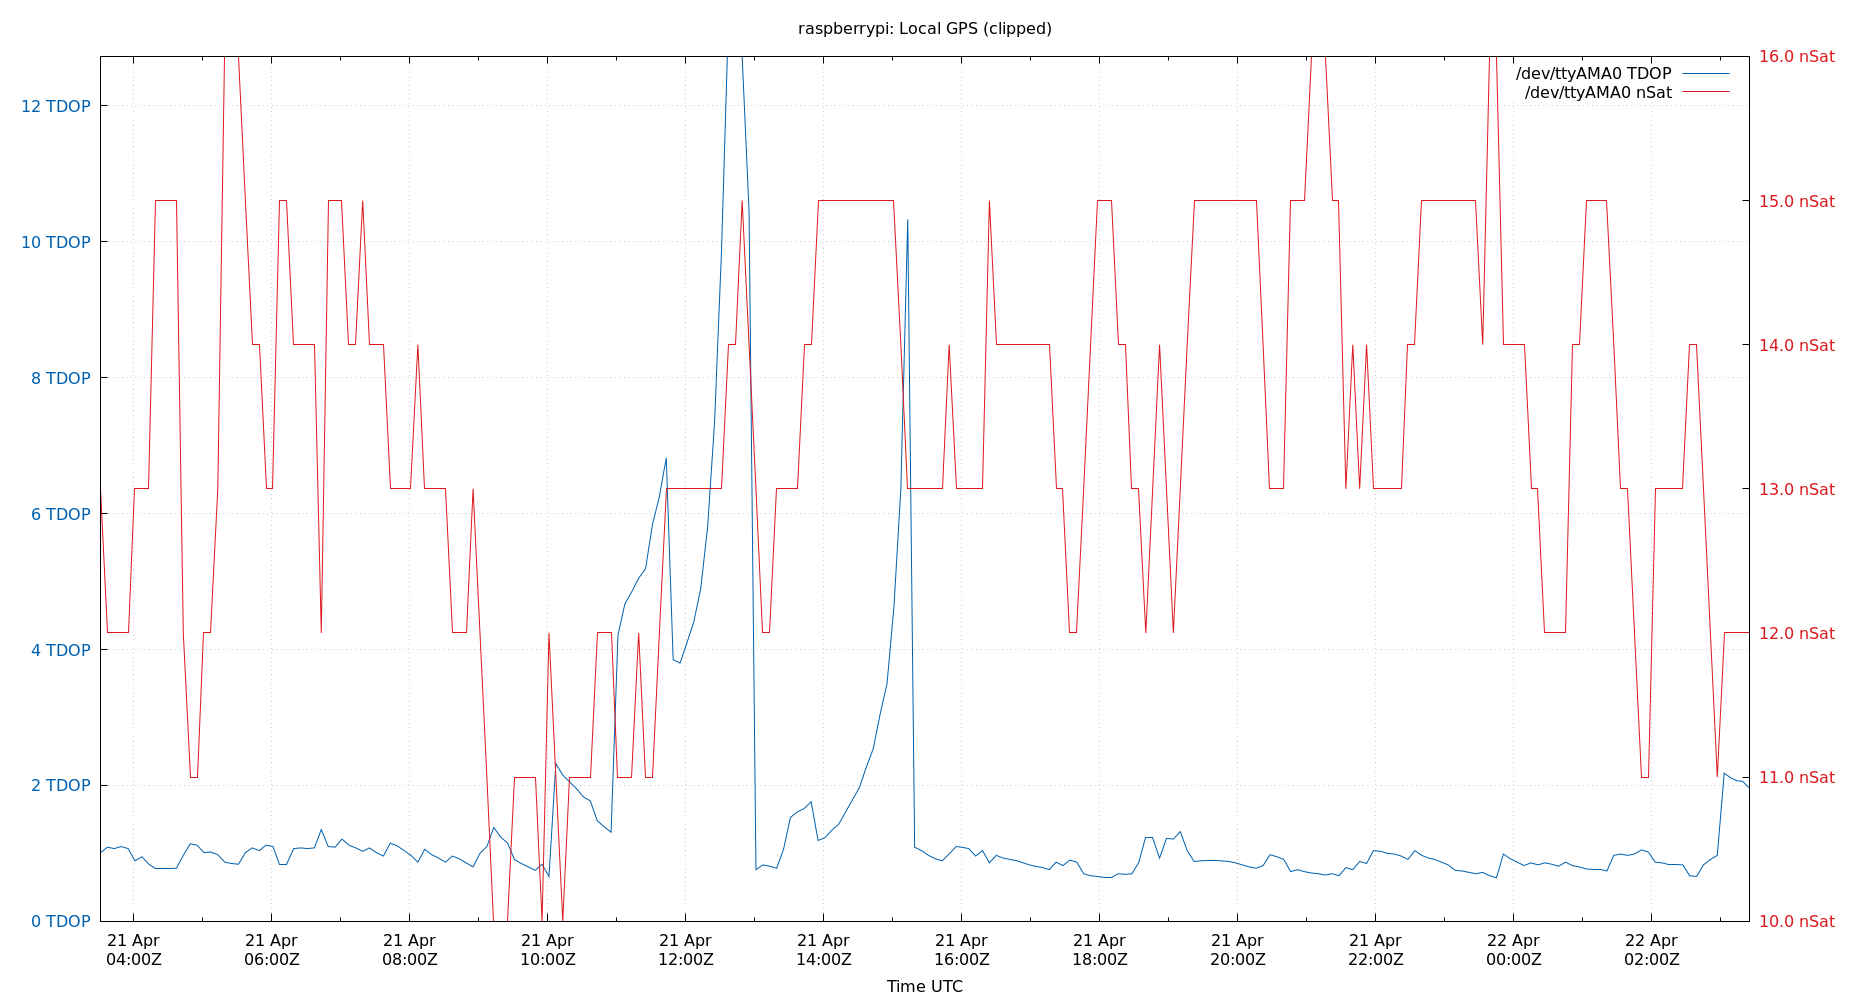 raspberrypi: Local GPS (clipped)
/dev/ttyAMA0 TDOP
/dev/ttyAMA0 nSat
12 TDOP
10 TDOP
8 TDOP
6 TDOP
4 TDOP
2 TDOP
0 TDOP
16.0 nSat
15.0 nSat
14.0 nSat
13.0 nSat
12.0 nSat
11.0 nSat
10.0 nSat
21 Apr
04:00Z
21 Apr
06:00Z
21 Apr
08:00Z
21 Apr
10:00Z
21 Apr
12:00Z
21 Apr
14:00Z
21 Apr
16:00Z
21 Apr
18:00Z
21 Apr
20:00Z
21 Apr
22:00Z
22 Apr
00:00Z
22 Apr
02:00Z
Time UTC